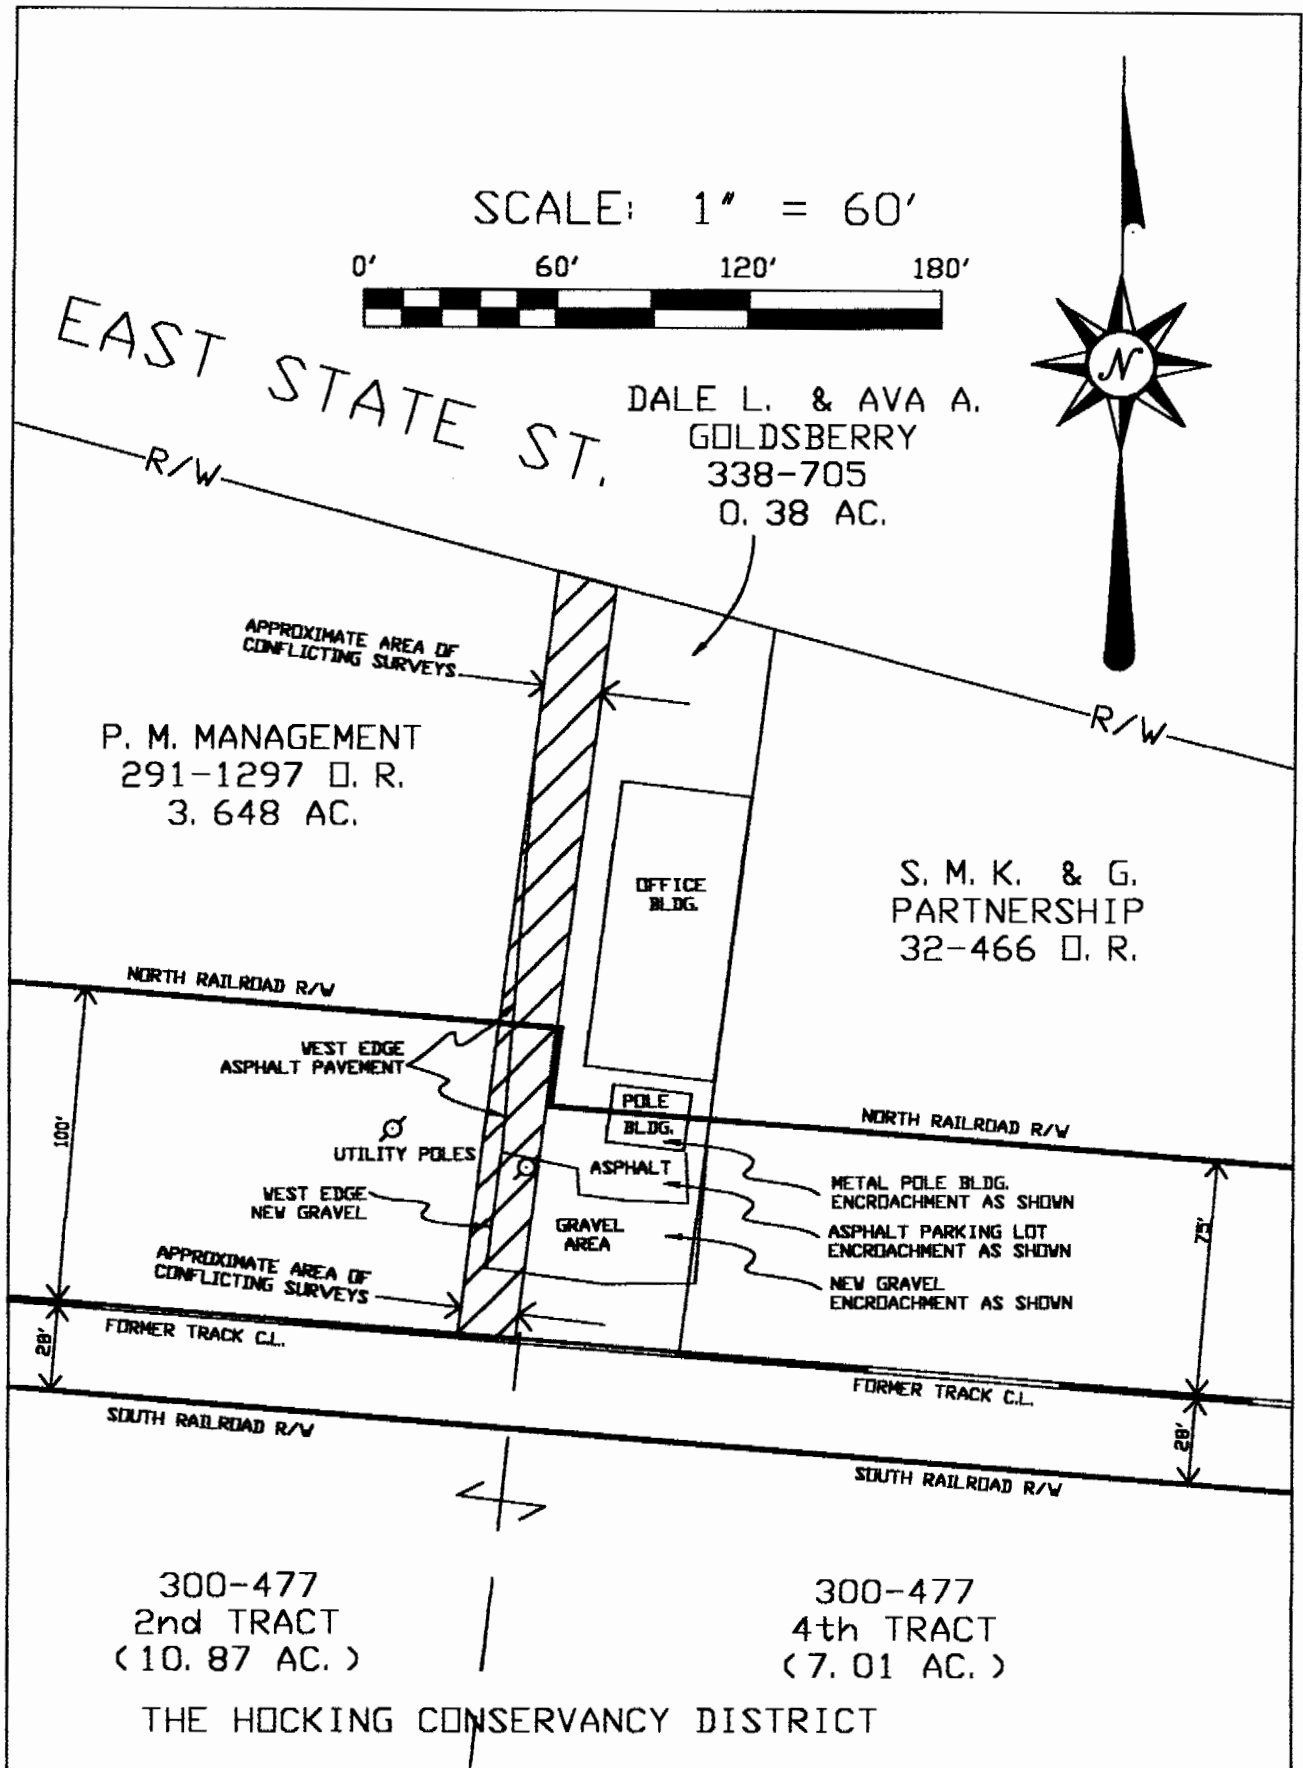 SCALE: 1" = 60'
0' 60' 120' 180'
EAST STATE ST.
N
DALE L. & AVA A.
GOLDSBERRY
338-705
0.38 AC.
R/W
APPROXIMATE AREA OF
CONFLICTING SURVEYS
R/W
P. M. MANAGEMENT
291-1297 O. R.
3.648 AC.
OFFICE
BLDG.
S. M. K. & G.
PARTNERSHIP
32-466 O. R.
NORTH RAILROAD R/W
WEST EDGE
ASPHALT PAVEMENT
100'
POLE
BLDG.
NORTH RAILROAD R/W
UTILITY POLES
ASPHALT
METAL POLE BLDG.
ENCROACHMENT AS SHOWN
WEST EDGE
NEW GRAVEL
GRAVEL
AREA
ASPHALT PARKING LOT
ENCROACHMENT AS SHOWN
75'
APPROXIMATE AREA OF
CONFLICTING SURVEYS
NEW GRAVEL
ENCROACHMENT AS SHOWN
FORMER TRACK C.L.
28'
FORMER TRACK C.L.
SOUTH RAILROAD R/W
28'
SOUTH RAILROAD R/W
300-477
2nd TRACT
(10.87 AC.)
300-477
4th TRACT
(7.01 AC.)
THE HOCKING CONSERVANCY DISTRICT